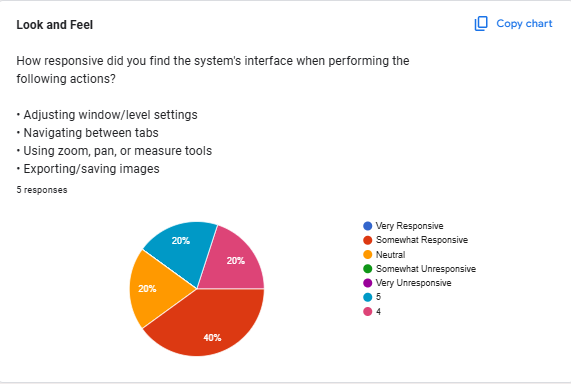 Look and Feel
Copy chart
How responsive did you find the system's interface when performing the
following actions?
• Adjusting window/level settings
• Navigating between tabs
• Using zoom, pan, or measure tools
• Exporting/saving images
5 responses
20%
20%
20%
40%
Very Responsive
Somewhat Responsive
Neutral
Somewhat Unresponsive
Very Unresponsive
5
4